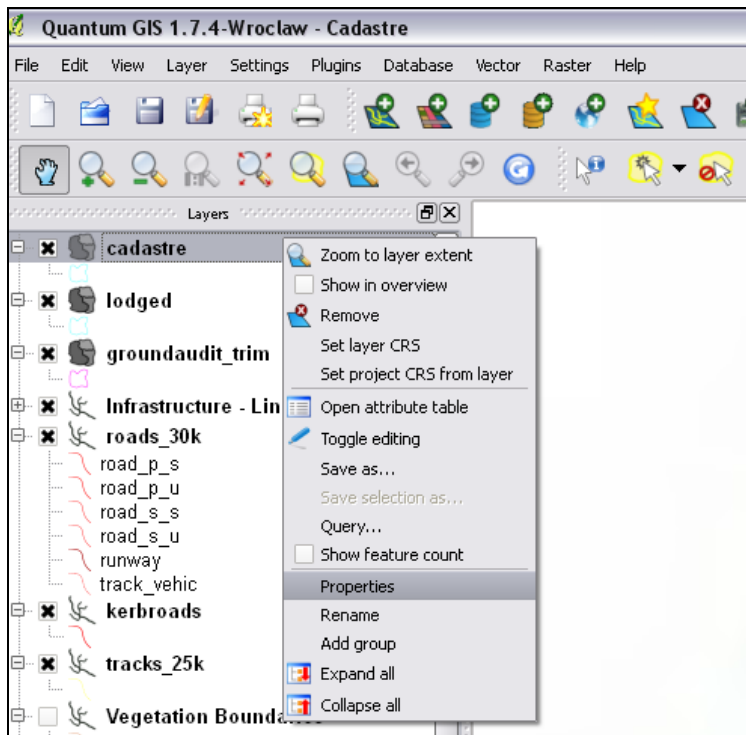 Quantum GIS 1.7.4-Wroclaw - Cadastre
File Edit View Layer Settings Plugins Database Vector Raster Help
Layers
cadastre
lodged
groundaudit_trim
Infrastructure - Lin
roads_30k
road_p_s
road_p_u
road_s_s
road_s_u
runway
track_vehic
kerbroads
tracks_25k
Vegetation Bounda
Zoom to layer extent
Show in overview
Remove
Set layer CRS
Set project CRS from layer
Open attribute table
Toggle editing
Save as...
Save selection as...
Query...
Show feature count
Properties
Rename
Add group
Expand all
Collapse all